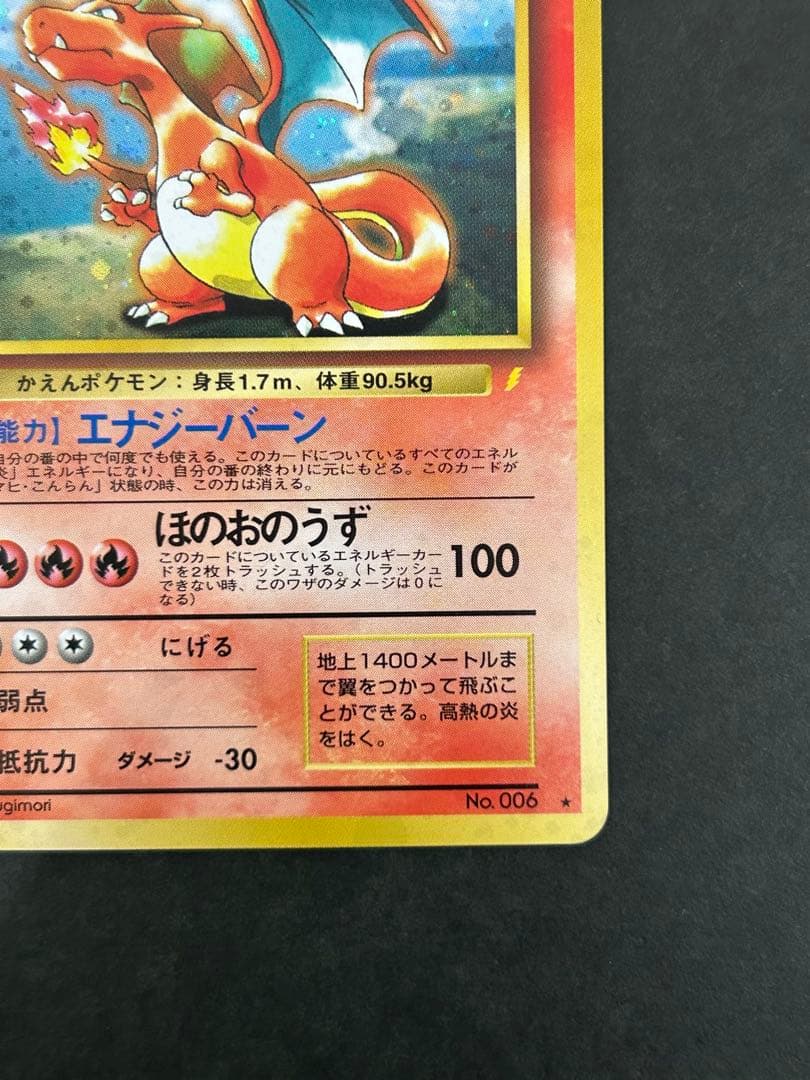 かえんポケモン：身長1.7m、体重90.5kg
能力】エナジーバーン
自分の番の中で何度でも使える。このカードについているすべてのエネル
炎」エネルギーになり、自分の番の終わりに元にもどる。このカードが
マヒ・こんらん」状態の時、この力は消える。
ほのおのうず
このカードについているエネルギーカー
ドを2枚トラッシュする。（トラッシュ
できない時、このワザのダメージは0に
なる）
100
にげる
弱点
抵抗力 ダメージ -30
地上1400メートルま
で翼をつかって飛ぶこ
とができる。高熱の炎
をはく。
ugimori
No. 006 ★